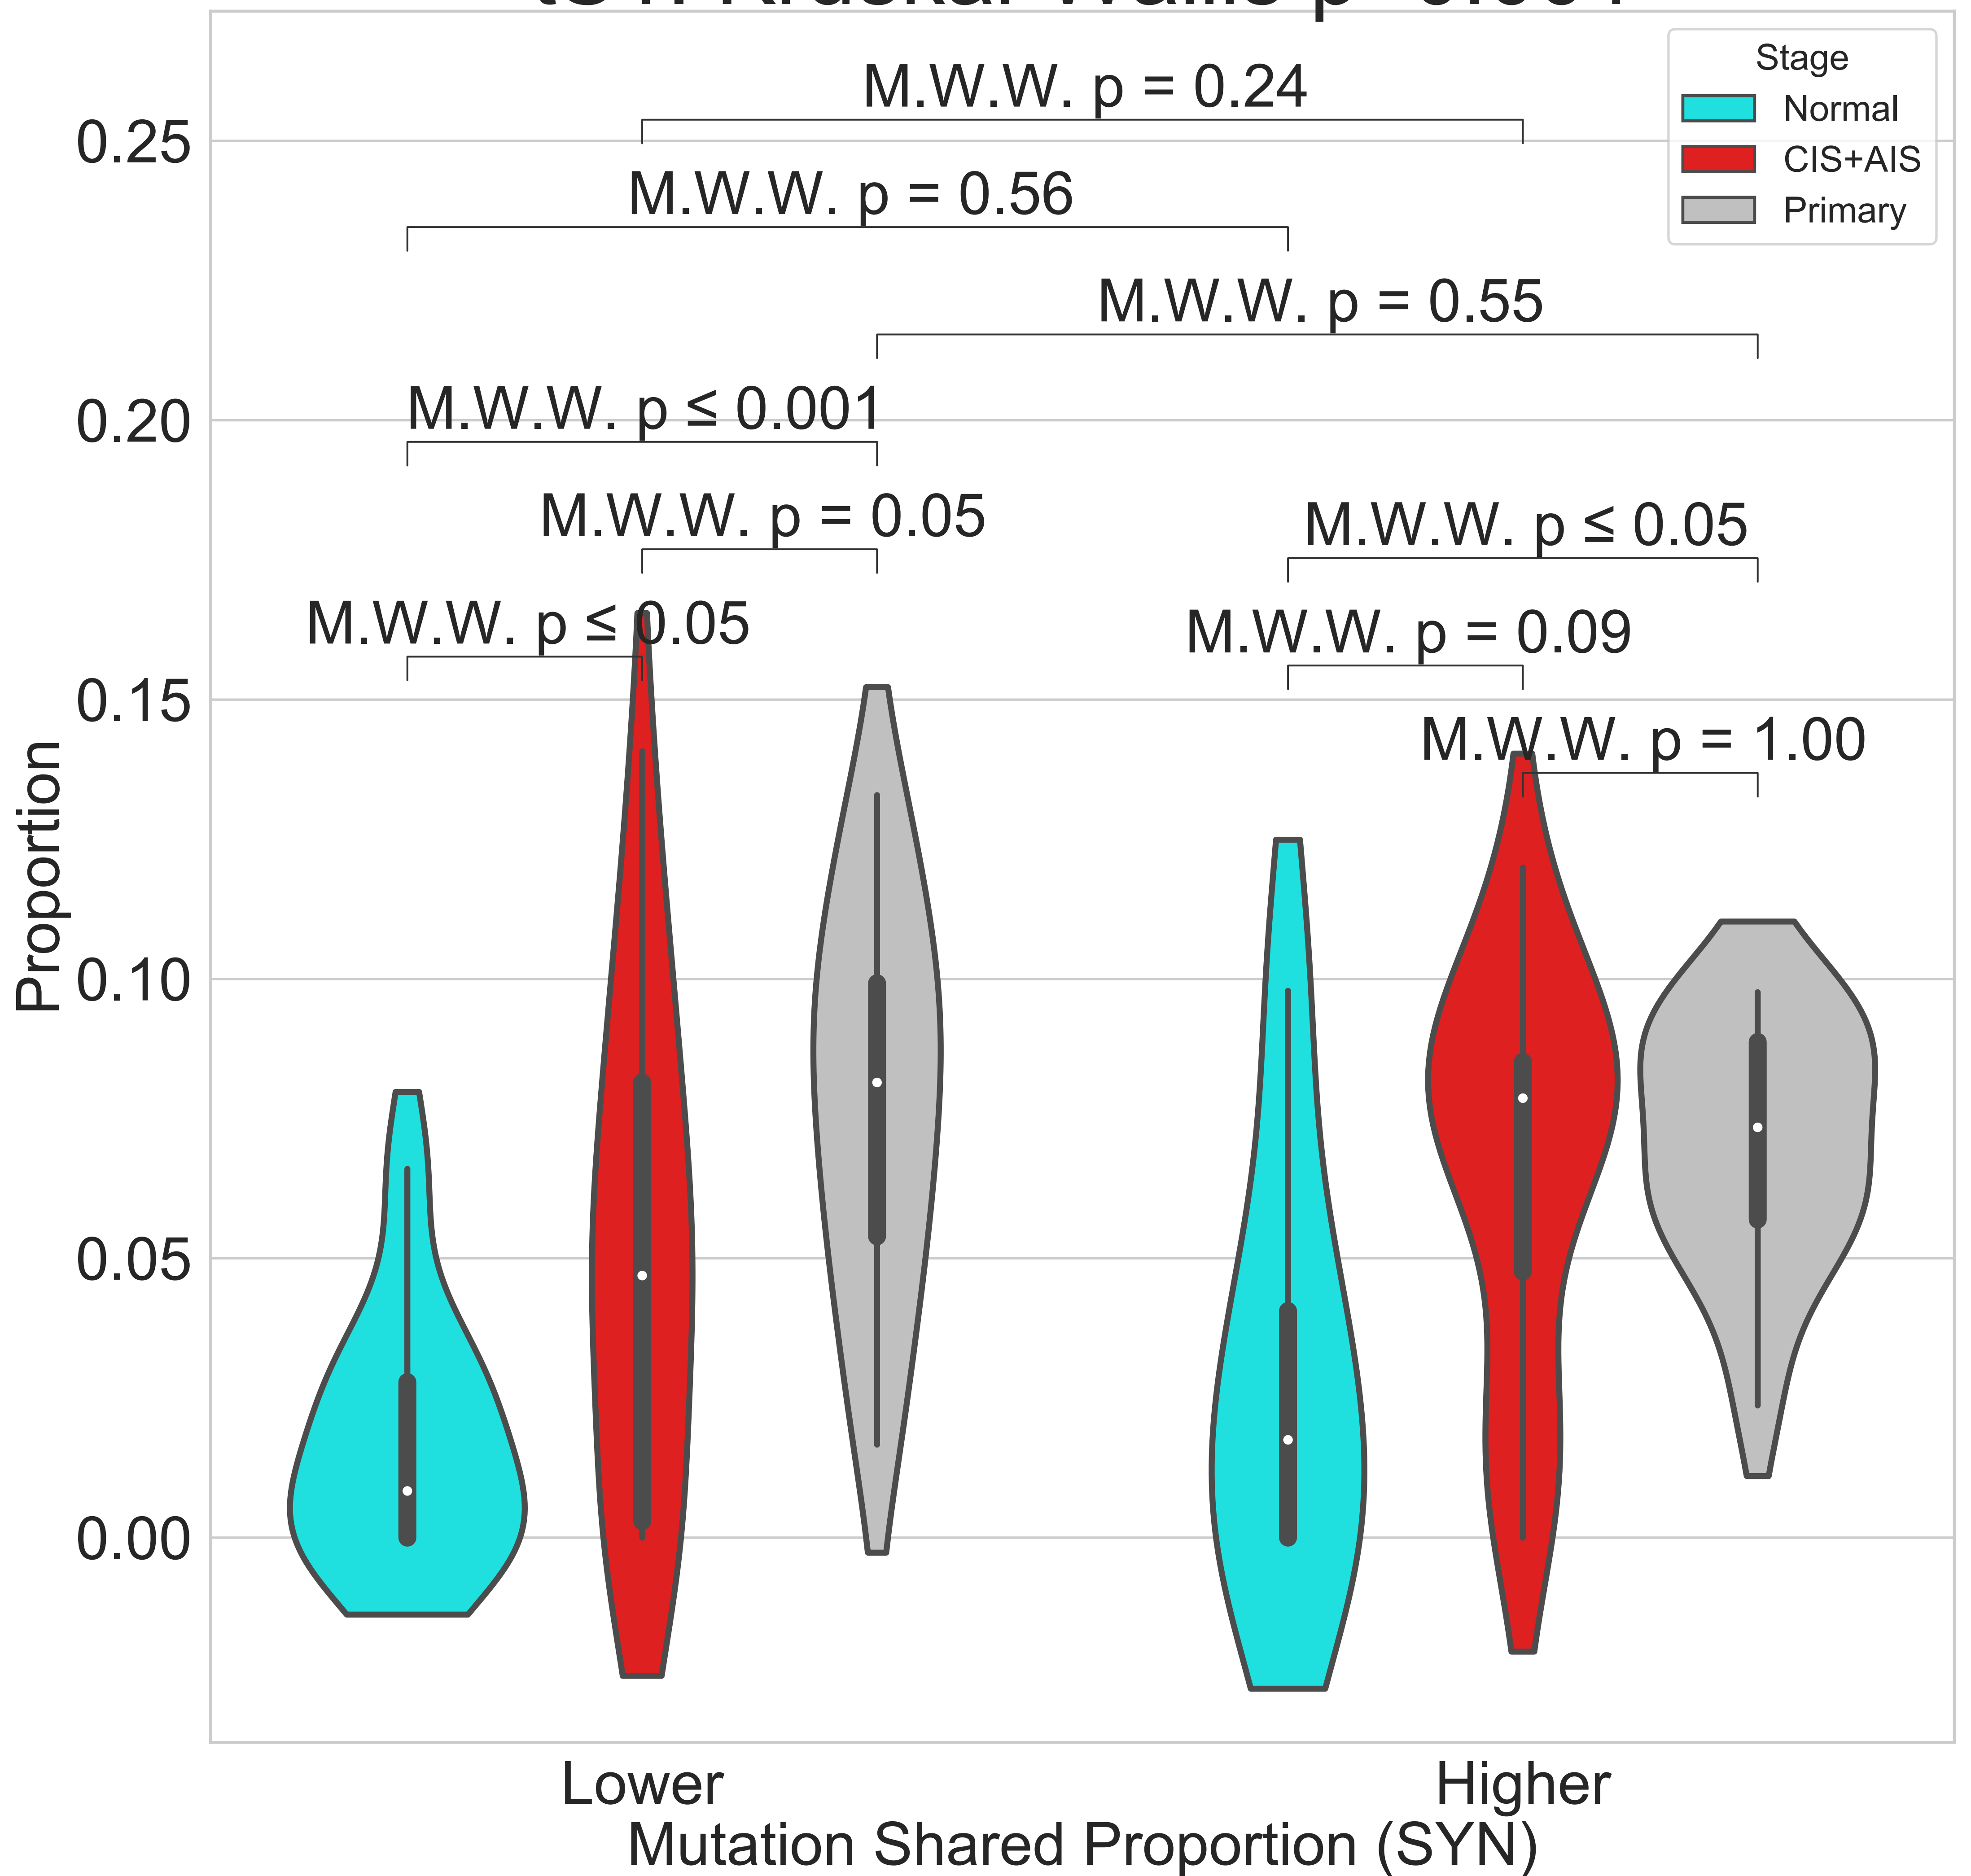 Stage
Normal
CIS+AIS
Primary
M.W.W. p = 0.24
M.W.W. p = 0.56
M.W.W. p = 0.55
M.W.W. p ≤ 0.001
M.W.W. p = 0.05
M.W.W. p ≤ 0.05
M.W.W. p ≤ 0.05
M.W.W. p = 0.09
M.W.W. p = 1.00
0.25
0.20
0.15
0.10
0.05
0.00
Proportion
Lower
Higher
Mutation Shared Proportion (SYN)